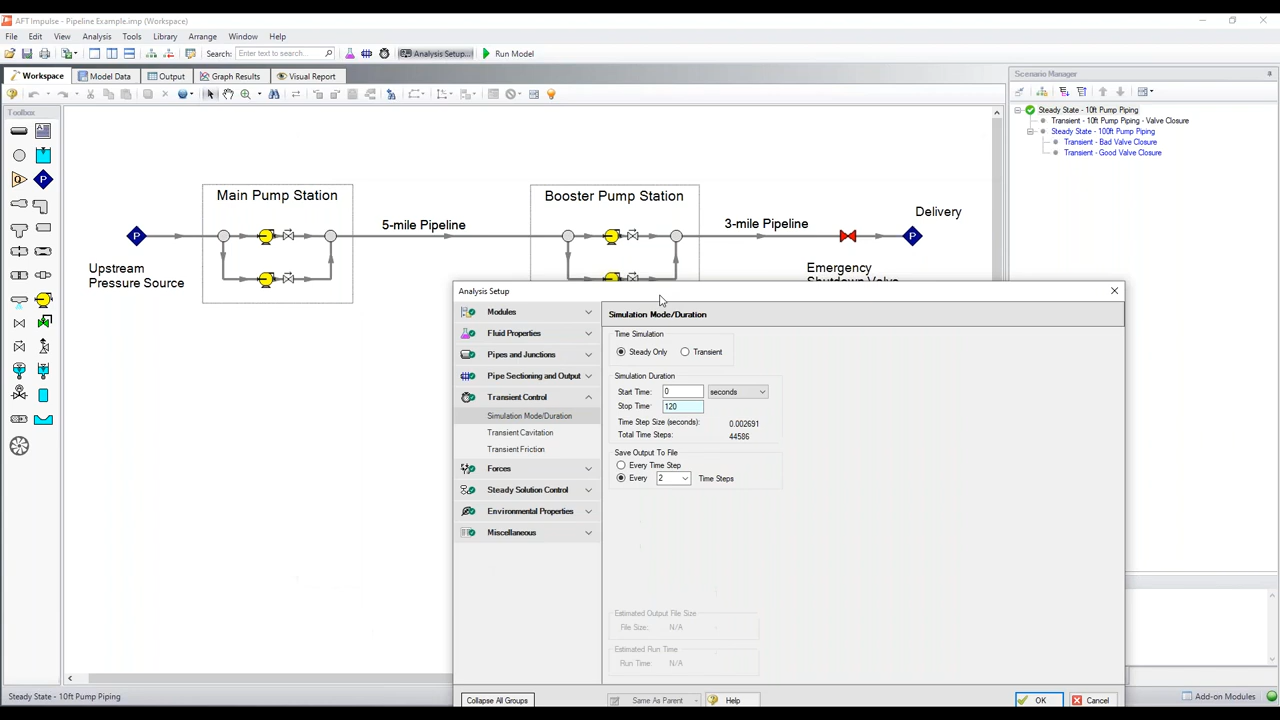 AFT Impulse - Pipeline Example.imp (Workspace)
File Edit View Analysis Tools Library Arrange Window Help
Search: Enter text to search... Analysis Setup... Run Model
Workspace Model Data Output Graph Results Visual Report
Scenario Manager
Toolbox
Steady State - 10ft Pump Piping
Transient - 10ft Pump Piping - Valve Closure
Steady State - 100ft Pump Piping
Transient - Bad Valve Closure
Transient - Good Valve Closure
Main Pump Station
Booster Pump Station
5-mile Pipeline
3-mile Pipeline
Delivery
Upstream
Pressure Source
Emergency
Shutdown Valve
Analysis Setup
Modules
Fluid Properties
Pipes and Junctions
Pipe Sectioning and Output
Transient Control
Simulation Mode/Duration
Transient Cavitation
Transient Friction
Forces
Steady Solution Control
Environmental Properties
Miscellaneous
Simulation Mode/Duration
Time Simulation
Steady Only Transient
Simulation Duration
Start Time: 0 seconds
Stop Time: 120
Time Step Size (seconds): 0.002691
Total Time Steps: 44586
Save Output To File
Every Time Step
Every 2 Time Steps
Estimated Output File Size
File Size: N/A
Estimated Run Time
Run Time: N/A
Collapse All Groups Same As Parent Help OK Cancel
Steady State - 10ft Pump Piping
Add-on Modules